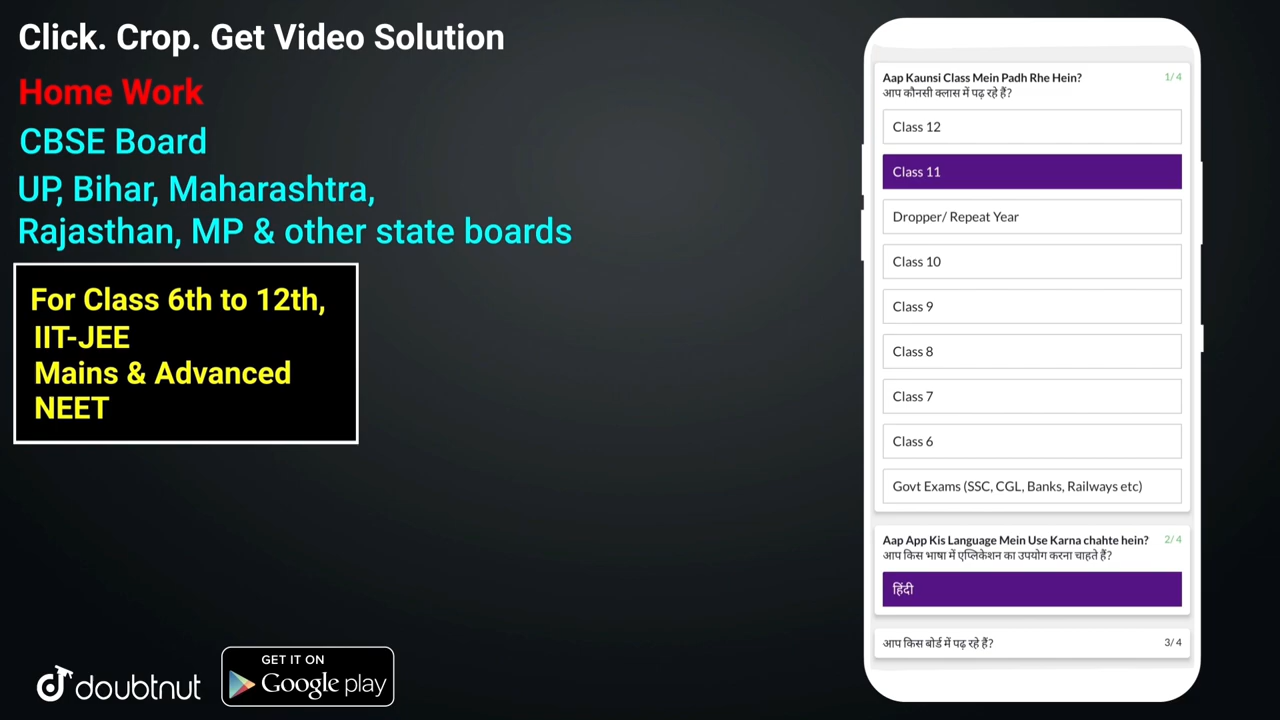 Click. Crop. Get Video Solution
Home Work
CBSE Board
UP, Bihar, Maharashtra,
Rajasthan, MP & other state boards
For Class 6th to 12th,
IIT-JEE
Mains & Advanced
NEET
doubtnut
GET IT ON
Google play
Aap Kaunsi Class Mein Padh Rhe Hein? 1/4
आप कौनसी क्लास में पढ़ रहे हैं?
Class 12
Class 11
Dropper/ Repeat Year
Class 10
Class 9
Class 8
Class 7
Class 6
Govt Exams (SSC, CGL, Banks, Railways etc)
Aap App Kis Language Mein Use Karna chahte hein? 2/4
आप किस भाषा में एप्लिकेशन का उपयोग करना चाहते हैं?
हिंदी
आप किस बोर्ड में पढ़ रहे हैं? 3/4